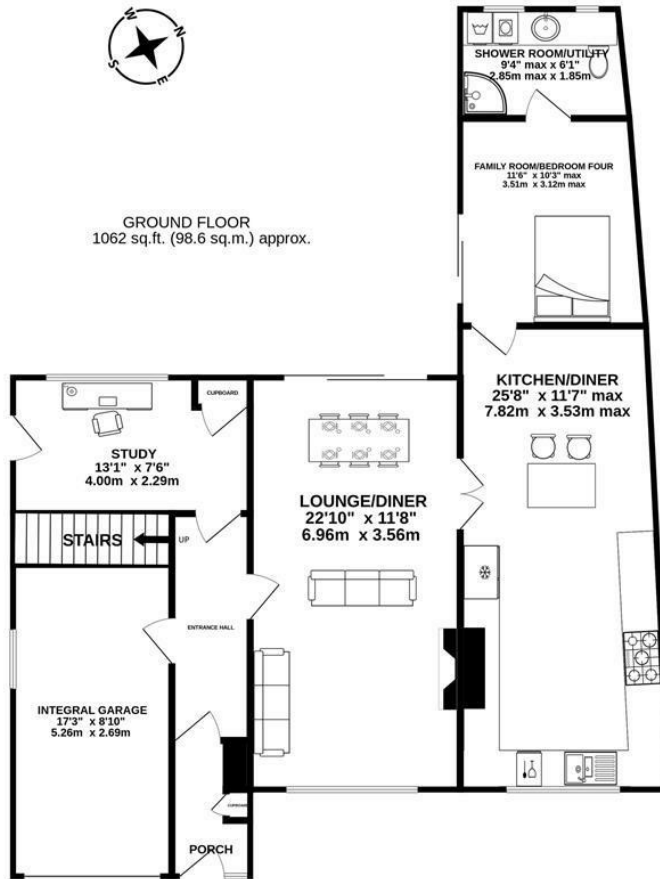 W
N
S
E
SHOWER ROOM/UTILITY
9'4" max x 6'1"
2.85m max x 1.85m
FAMILY ROOM/BEDROOM FOUR
11'6" x 10'3" max
3.51m x 3.12m max
GROUND FLOOR
1062 sq.ft. (98.6 sq.m.) approx.
CUPBOARD
KITCHEN/DINER
25'8" x 11'7" max
7.82m x 3.53m max
STUDY
13'1" x 7'6"
4.00m x 2.29m
LOUNGE/DINER
22'10" x 11'8"
6.96m x 3.56m
STAIRS
UP
ENTRANCE HALL
INTEGRAL GARAGE
17'3" x 8'10"
5.26m x 2.69m
CUPBOARD
PORCH